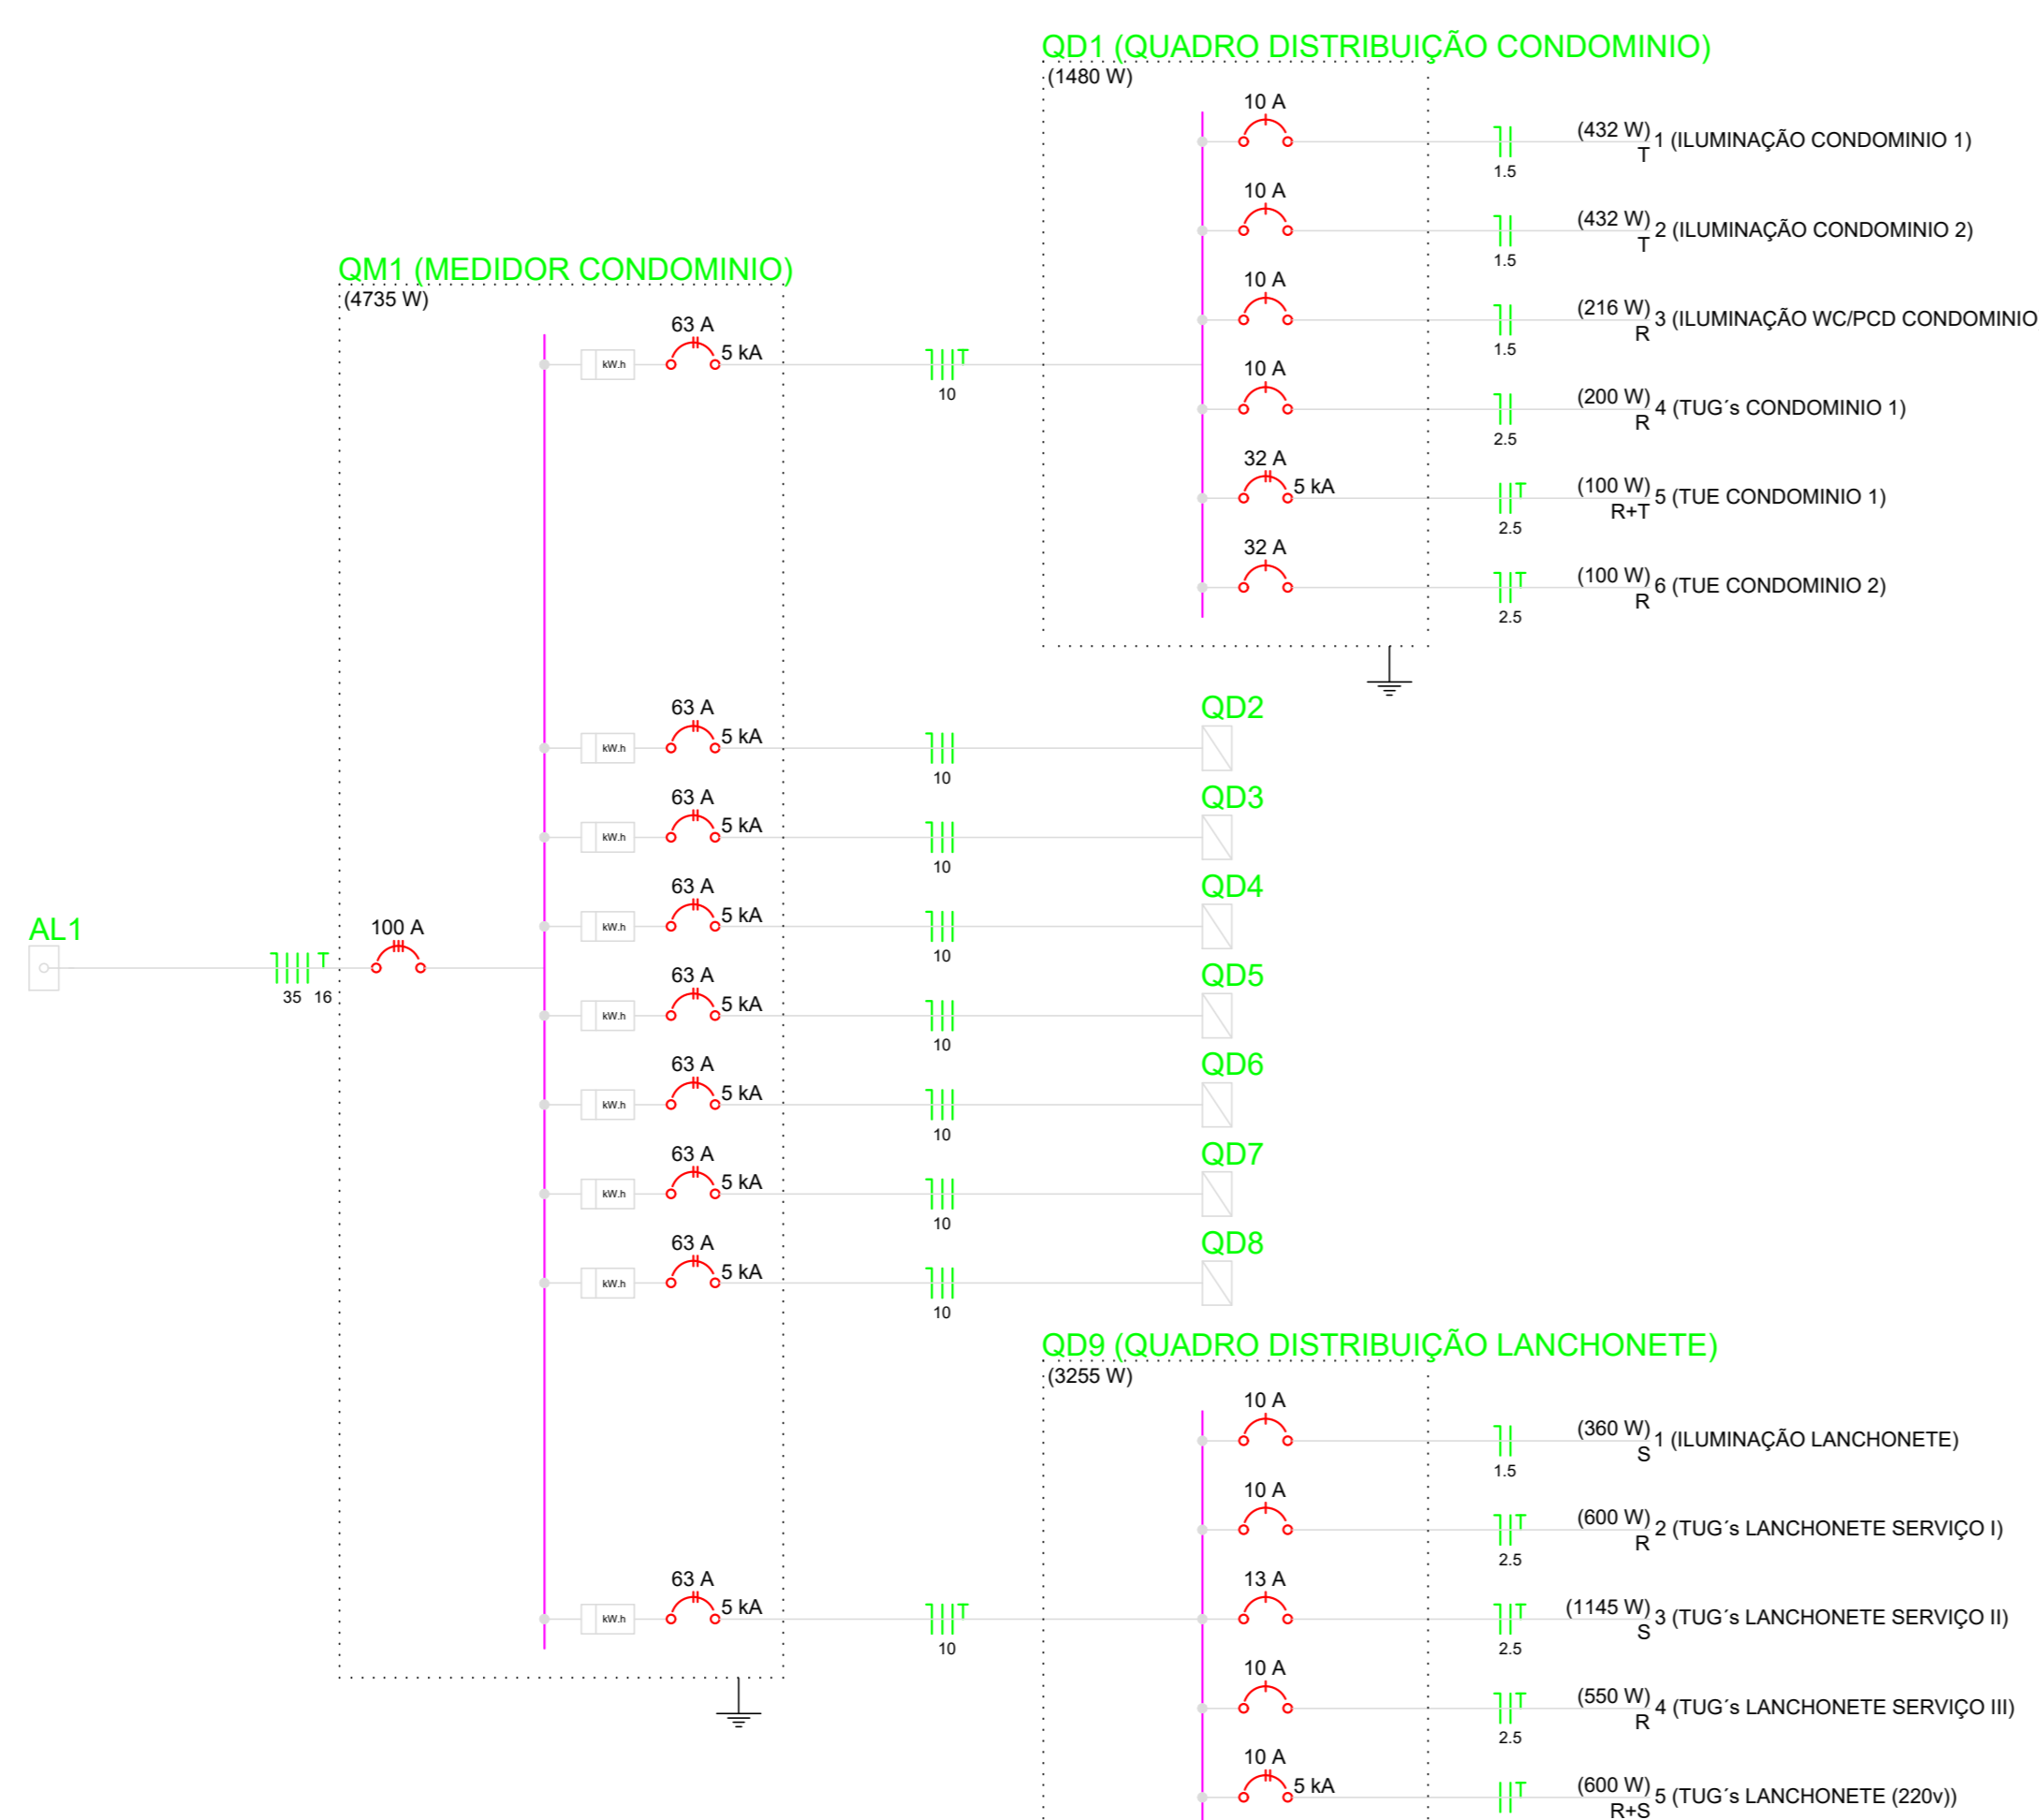 QD1 (QUADRO DISTRIBUIÇÃO CONDOMINIO)
(1480 W)
10 A
1.5
(432 W)
T
1 (ILUMINAÇÃO CONDOMINIO 1)
10 A
1.5
(432 W)
T
2 (ILUMINAÇÃO CONDOMINIO 2)
10 A
1.5
(216 W)
R
3 (ILUMINAÇÃO WC/PCD CONDOMINIO
10 A
2.5
(200 W)
R
4 (TUG´s CONDOMINIO 1)
32 A
5 kA
2.5
(100 W)
R+T
5 (TUE CONDOMINIO 1)
32 A
2.5
(100 W)
R
6 (TUE CONDOMINIO 2)
QM1 (MEDIDOR CONDOMINIO)
(4735 W)
kW.h
63 A
5 kA
T
10
kW.h
63 A
5 kA
10
QD2
kW.h
63 A
5 kA
10
QD3
kW.h
63 A
5 kA
10
QD4
AL1
35 16
100 A
kW.h
63 A
5 kA
10
QD5
kW.h
63 A
5 kA
10
QD6
kW.h
63 A
5 kA
10
QD7
kW.h
63 A
5 kA
10
QD8
kW.h
63 A
5 kA
10
QD9 (QUADRO DISTRIBUIÇÃO LANCHONETE)
(3255 W)
10 A
1.5
(360 W)
S
1 (ILUMINAÇÃO LANCHONETE)
10 A
2.5
(600 W)
R
2 (TUG´s LANCHONETE SERVIÇO I)
13 A
2.5
(1145 W)
S
3 (TUG´s LANCHONETE SERVIÇO II)
10 A
2.5
(550 W)
R
4 (TUG´s LANCHONETE SERVIÇO III)
10 A
5 kA
(600 W)
R+S
5 (TUG´s LANCHONETE (220v))